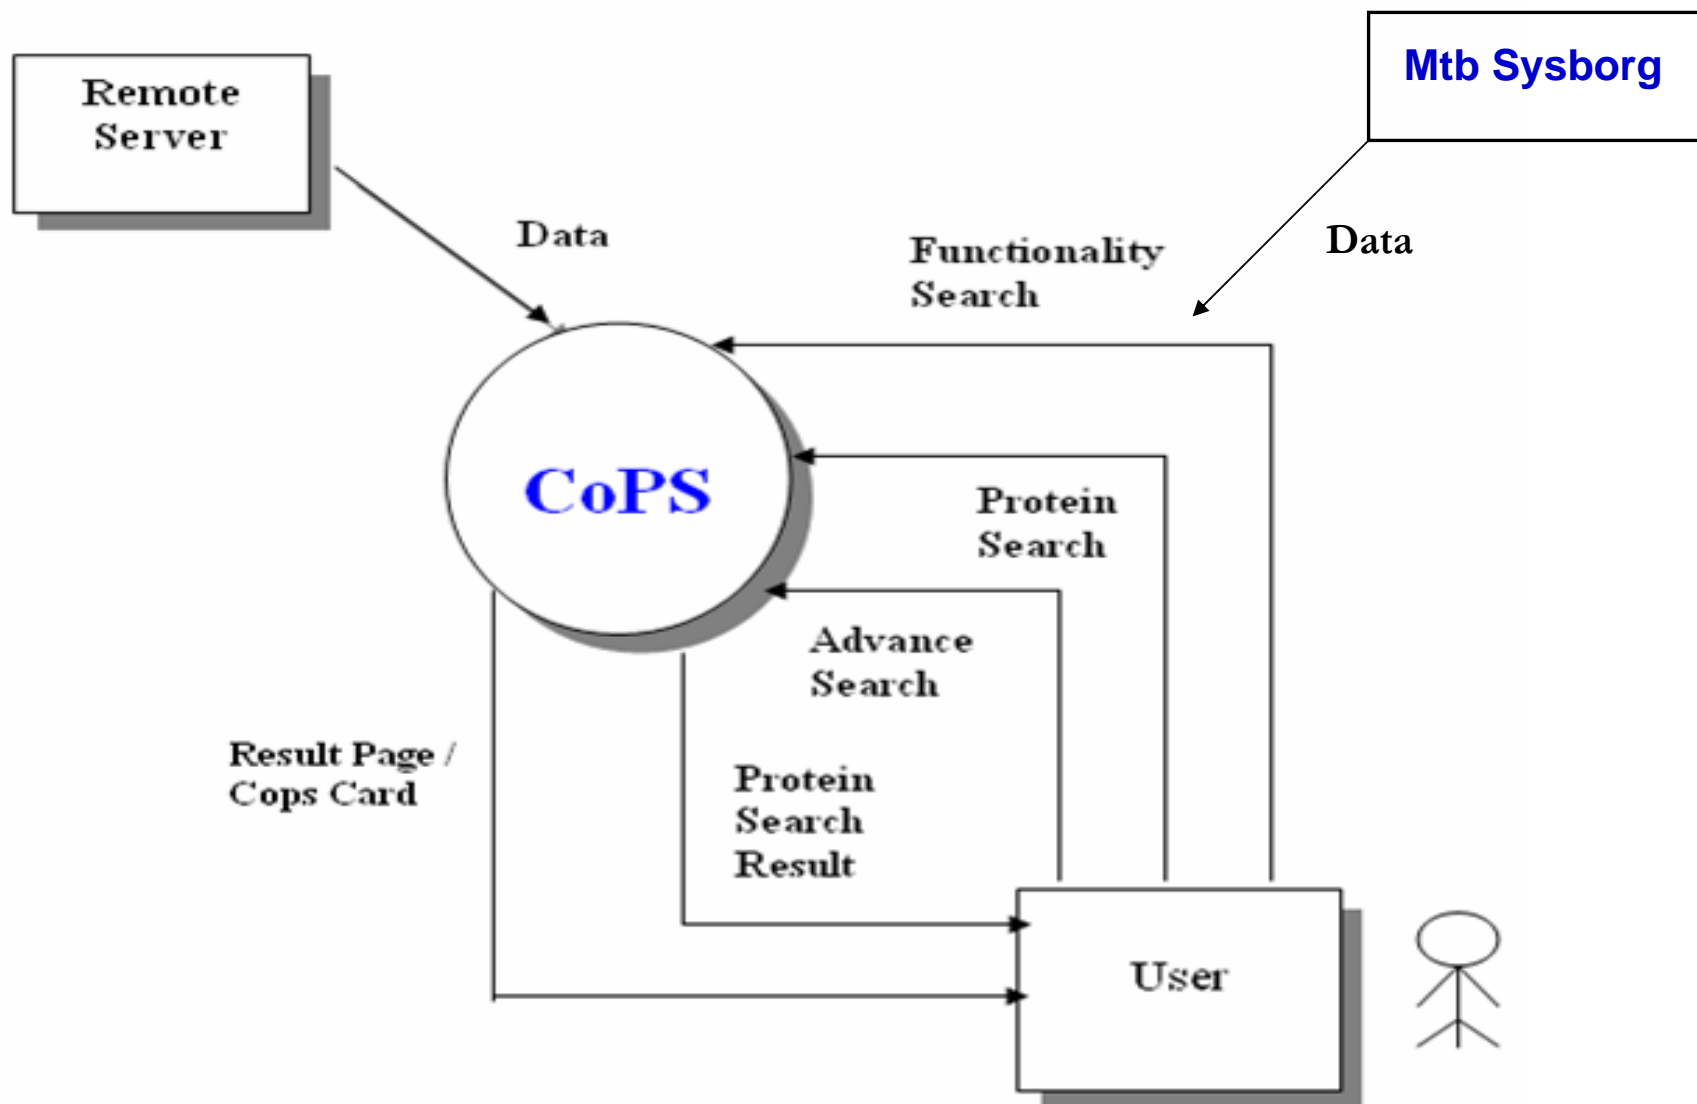 Mtb Sysborg
Remote
Server
Data
Functionality
Search
Data
CoPS
Protein
Search
Advance
Search
Result Page /
Cops Card
Protein
Search
Result
User